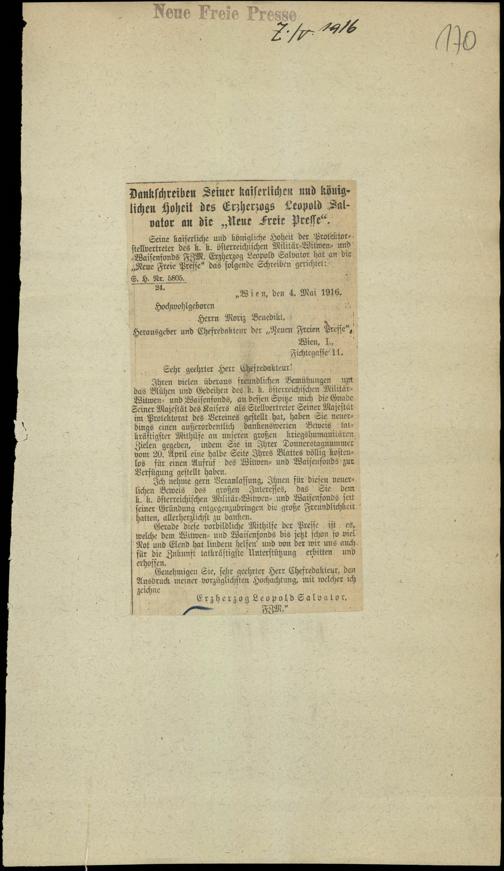 Neue Freie Presse
7. IV. 1916
170
Dankschreiben Seiner kaiserlichen und könig-
lichen Hoheit des Erzherzogs Leopold Sal-
vator an die „Neue Freie Presse“.
Seine kaiserliche und königliche Hoheit der Protektor-
stellvertreter des k. k. österreichischen Militär-Witwen- und
-Waisenfonds FZM. Erzherzog Leopold Salvator hat an die
„Neue Freie Presse“ das folgende Schreiben gerichtet:
S. H. Nr. 5805.
24.
„Wien, den 4. Mai 1916.
Hochwohlgeboren
Herrn Moriz Benedikt,
Herausgeber und Chefredakteur der „Neuen Freien Presse“,
Wien, I.,
Fichtegasse 11.
Sehr geehrter Herr Chefredakteur!
Ihren vielen überaus freundlichen Bemühungen um
das Blühen und Gedeihen des k. k. österreichischen Militär-
Witwen- und Waisenfonds, an dessen Spitze mich die Gnade
Seiner Majestät des Kaisers als Stellvertreter Seiner Majestät
im Protektorat des Vereines gestellt hat, haben Sie neuer-
dings einen außerordentlich dankenswerten Beweis tat-
kräftigster Mithilfe an unseren großen kriegshumanitären
Zielen gegeben, indem Sie in Ihrer Donnerstagnummer
vom 20. April eine halbe Seite Ihres Blattes völlig kosten-
los für einen Aufruf des Witwen- und Waisenfonds zur
Verfügung gestellt haben.
Ich nehme gern Veranlassung, Ihnen für diesen neuer-
lichen Beweis des großen Interesses, das Sie dem
k. k. österreichischen Militär-Witwen- und Waisenfonds seit
seiner Gründung entgegenzubringen die große Freundlichkeit
hatten, allerherzlichst zu danken.
Gerade diese vorbildliche Mithilfe der Presse ist es,
welche dem Witwen- und Waisenfonds bis jetzt schon so viel
Not und Elend hat lindern helfen und von der wir uns auch
für die Zukunft tatkräftigste Unterstützung erbitten und
erhoffen.
Genehmigen Sie, sehr geehrter Herr Chefredakteur, den
Ausdruck meiner vorzüglichsten Hochachtung, mit welcher ich
zeichne
Erzherzog Leopold Salvator,
FZM.“